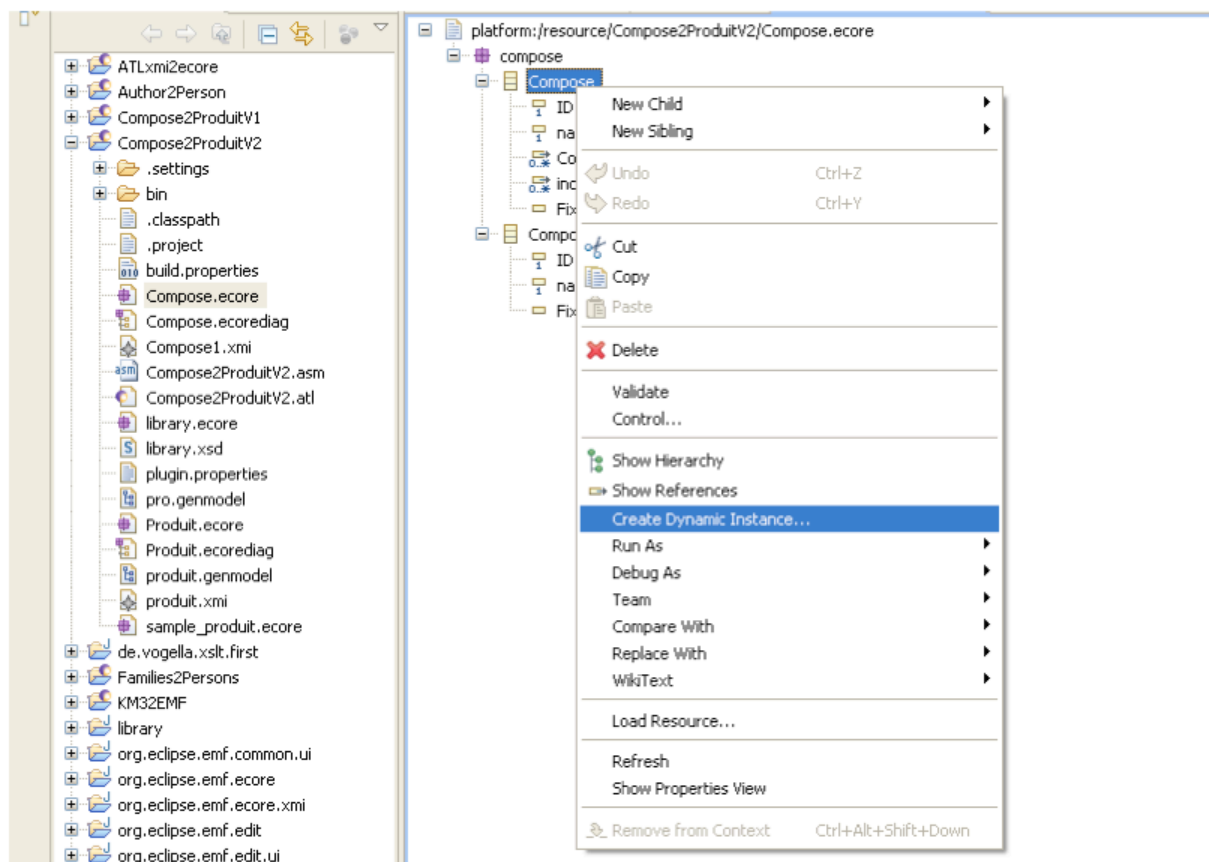 ATLxmi2ecore
Author2Person
Compose2ProduitV1
Compose2ProduitV2
.settings
bin
.classpath
.project
build.properties
Compose.ecore
Compose.ecorediag
Compose1.xmi
Compose2ProduitV2.asm
Compose2ProduitV2.atl
library.ecore
library.xsd
plugin.properties
pro.genmodel
Produit.ecore
Produit.ecorediag
produit.genmodel
produit.xmi
sample_produit.ecore
de.vogella.xslt.first
Families2Persons
KM32EMF
library
org.eclipse.emf.common.ui
org.eclipse.emf.ecore
org.eclipse.emf.ecore.xmi
org.eclipse.emf.edit
org.eclipse.emf.edit.ui
platform:/resource/Compose2ProduitV2/Compose.ecore
compose
Compose
ID
na
Co
inc
Fix
Compo
ID
na
Fix
New Child
New Sibling
Undo Ctrl+Z
Redo Ctrl+Y
Cut
Copy
Paste
Delete
Validate
Control...
Show Hierarchy
Show References
Create Dynamic Instance...
Run As
Debug As
Team
Compare With
Replace With
WikiText
Load Resource...
Refresh
Show Properties View
Remove from Context Ctrl+Alt+Shift+Down